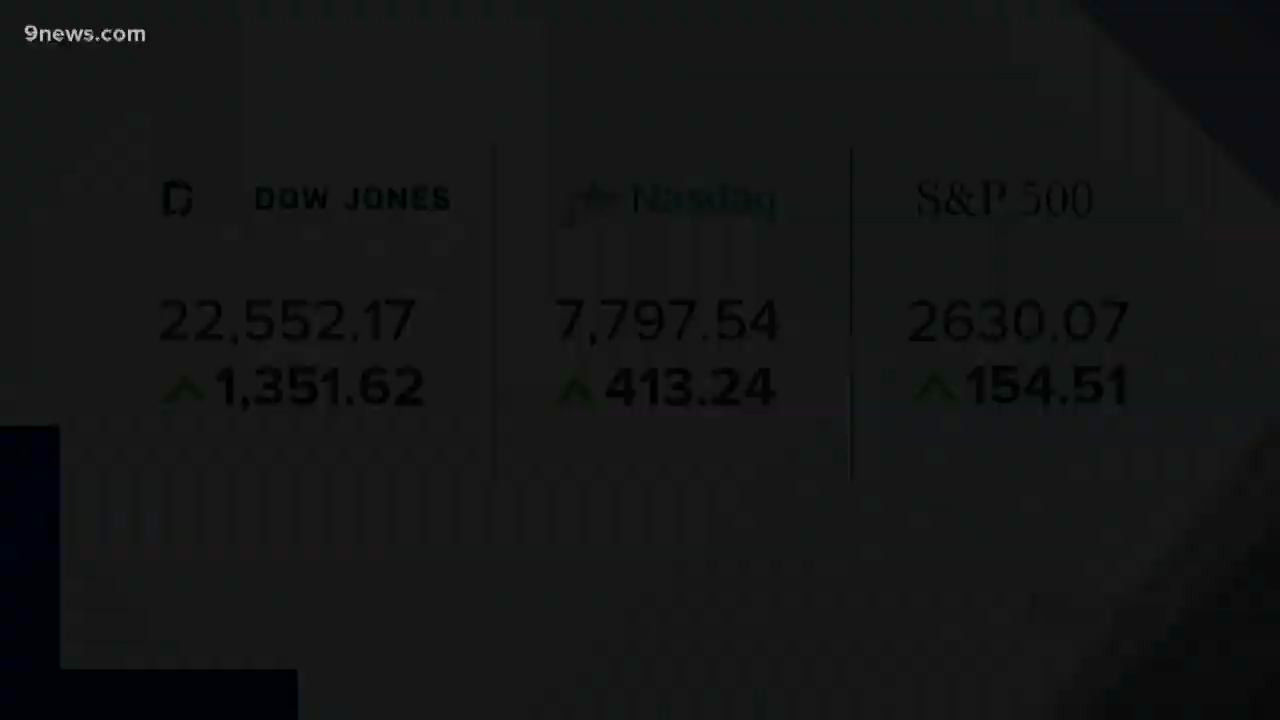 9news.com
D DOW JONES
22,552.17
1,351.62
Nasdaq
7,797.54
413.24
S&P 500
2630.07
154.51